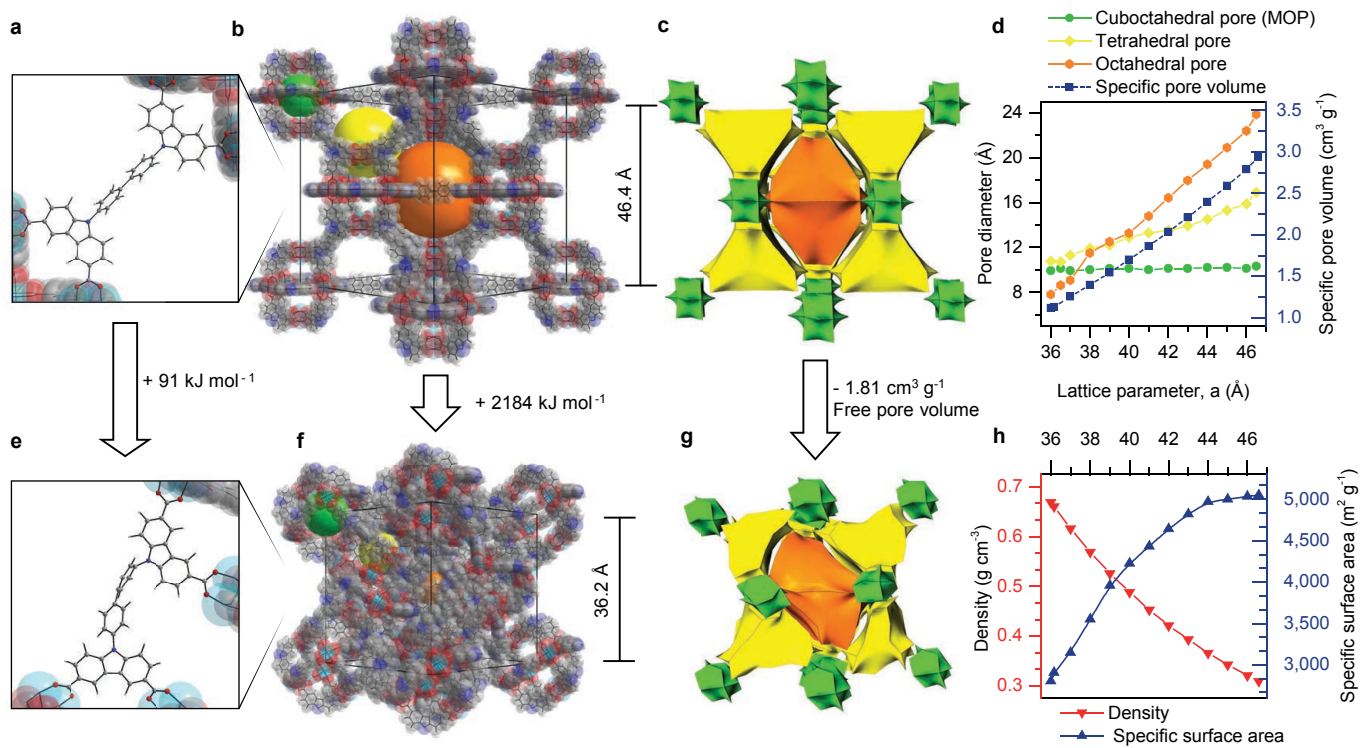 a
b
c
d
Cuboctahedral pore (MOP)
Tetrahedral pore
Octahedral pore
Specific pore volume
46.4 Å
Pore diameter (Å)
24
20
16
12
8
3.5
3.0
2.5
2.0
1.5
1.0
Specific pore volume (cm³ g⁻¹)
36 38 40 42 44 46
Lattice parameter, a (Å)
+ 91 kJ mol⁻¹
+ 2184 kJ mol⁻¹
- 1.81 cm³ g⁻¹
Free pore volume
e
f
g
h
36.2 Å
36 38 40 42 44 46
Density (g cm⁻³)
0.7
0.6
0.5
0.4
0.3
5,000
4,500
4,000
3,500
3,000
Specific surface area (m² g⁻¹)
Density
Specific surface area